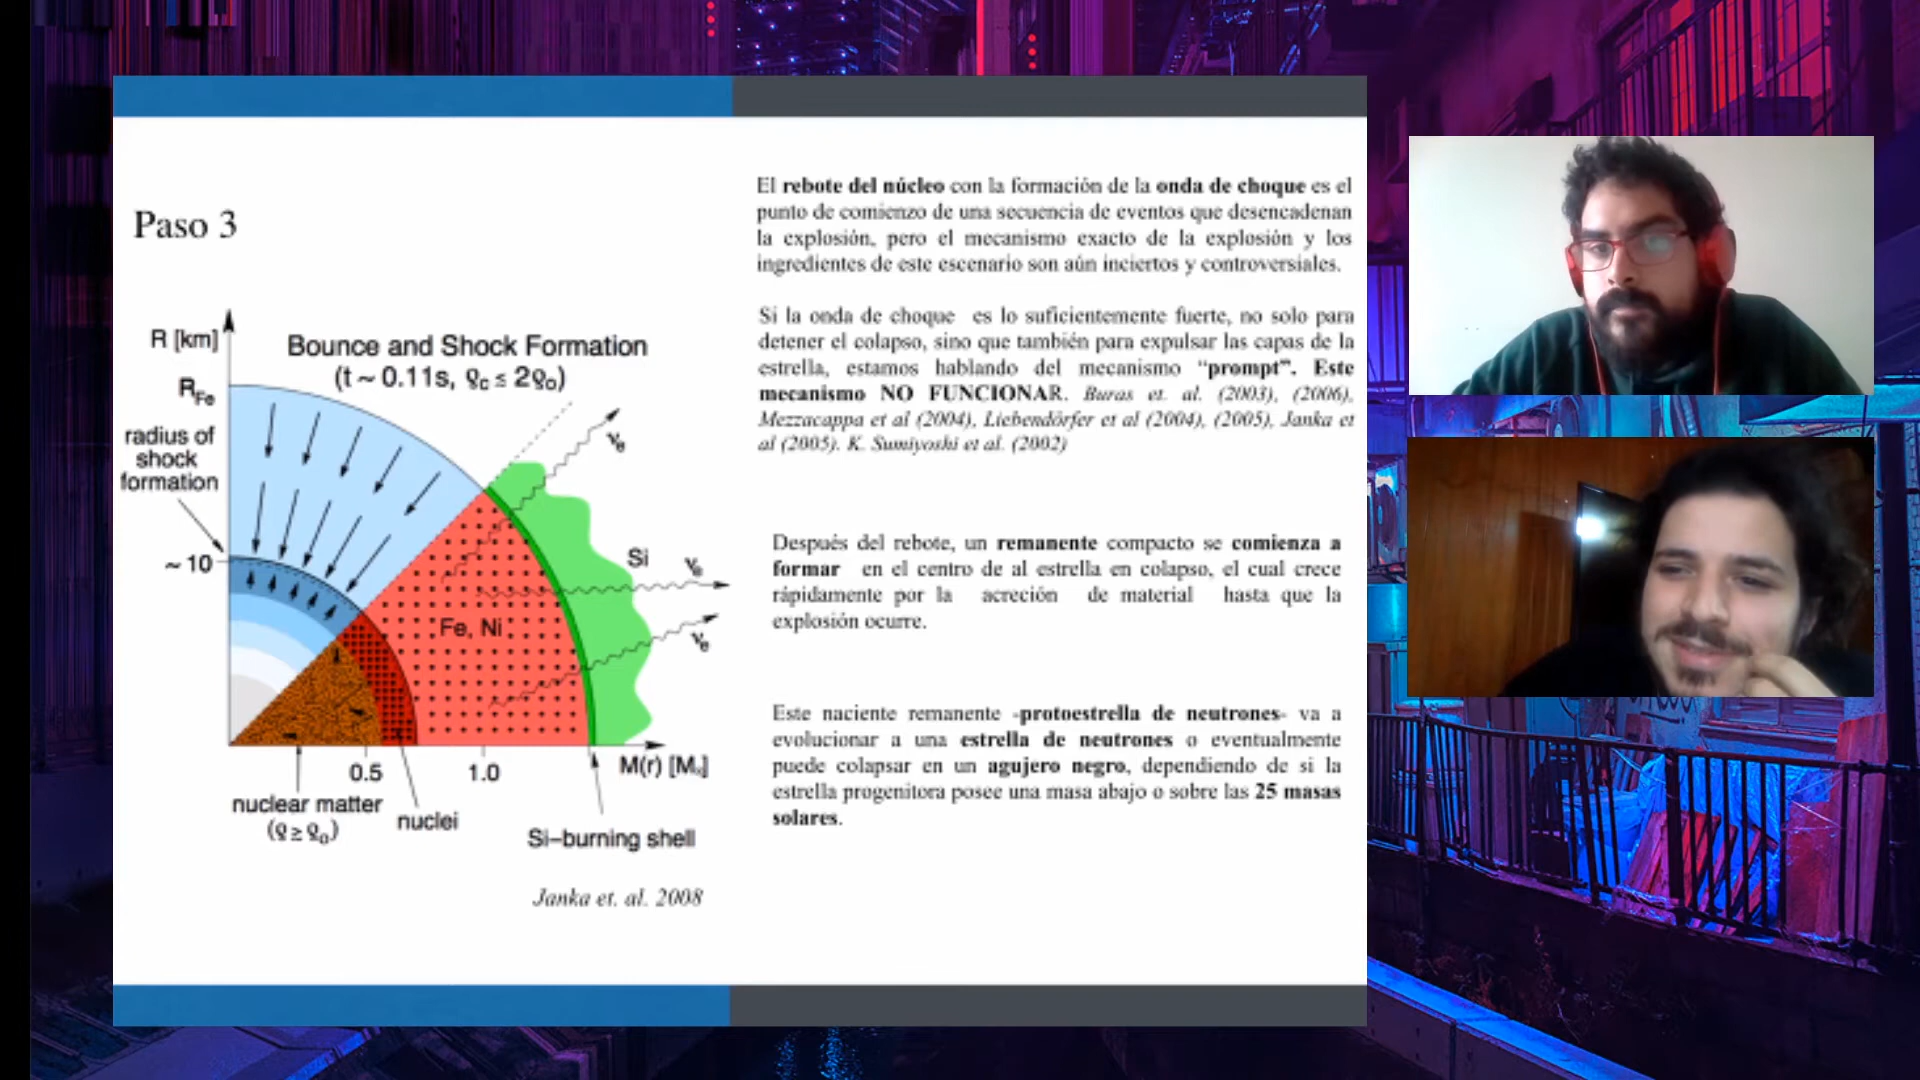 Paso 3
R [km]
Bounce and Shock Formation
(t ~ 0.11s, ϱc ≤ 2ϱo)
RFe
radius of
shock
formation
~ 10
νe
Si
νe
Fe, Ni
νe
0.5
1.0
M(r) [M☉]
nuclear matter
(ϱ ≥ ϱo)
nuclei
Si–burning shell
Janka et. al. 2008
El rebote del núcleo con la formación de la onda de choque es el
punto de comienzo de una secuencia de eventos que desencadenan
la explosión, pero el mecanismo exacto de la explosión y los
ingredientes de este escenario son aún inciertos y controversiales.
Si la onda de choque es lo suficientemente fuerte, no solo para
detener el colapso, sino que también para expulsar las capas de la
estrella, estamos hablando del mecanismo “prompt”. Este
mecanismo NO FUNCIONAR. Buras et. al. (2003), (2006),
Mezzacappa et al (2004), Liebendörfer et al (2004), (2005), Janka et
al (2005). K. Sumiyoshi et al. (2002)
Después del rebote, un remanente compacto se comienza a
formar en el centro de al estrella en colapso, el cual crece
rápidamente por la acreción de material hasta que la
explosión ocurre.
Este naciente remanente -protoestrella de neutrones- va a
evolucionar a una estrella de neutrones o eventualmente
puede colapsar en un agujero negro, dependiendo de si la
estrella progenitora posee una masa abajo o sobre las 25 masas
solares.